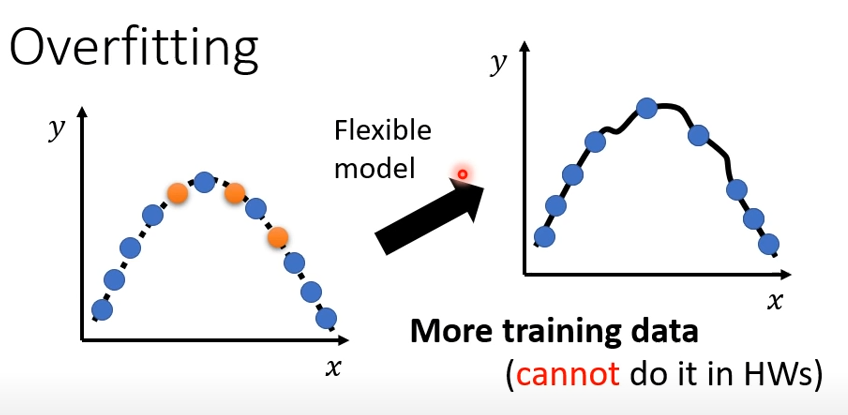 Overfitting
y
x
Flexible
model
y
x
More training data
(cannot do it in HWs)